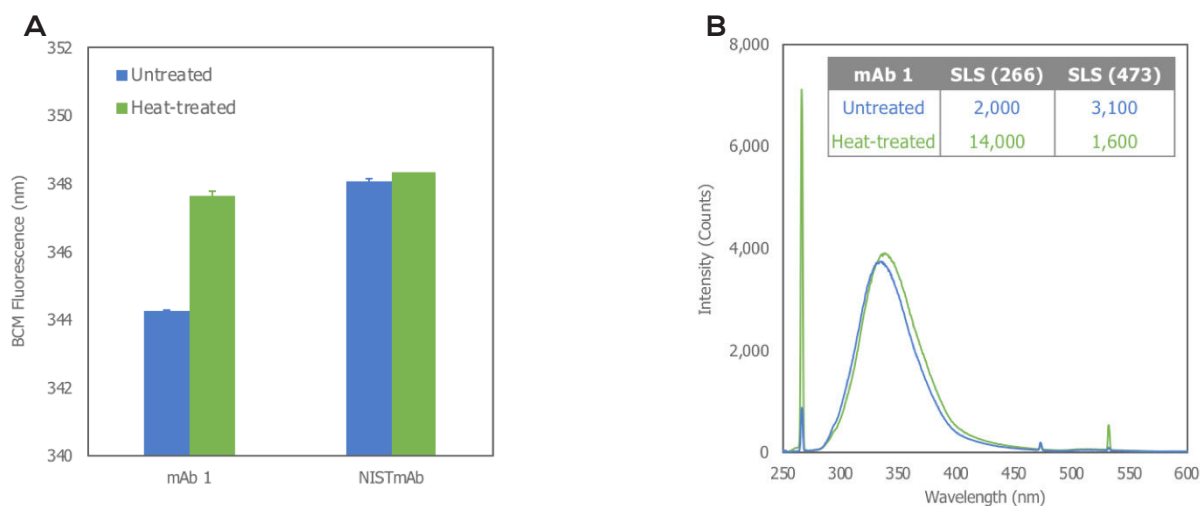 A
BCM Fluorescence (nm)
352
350
348
346
344
342
340
Untreated
Heat-treated
mAb 1
NISTmAb
B
Intensity (Counts)
8,000
6,000
4,000
2,000
0
mAb 1 SLS (266) SLS (473)
Untreated 2,000 3,100
Heat-treated 14,000 1,600
250 300 350 400 450 500 550 600
Wavelength (nm)